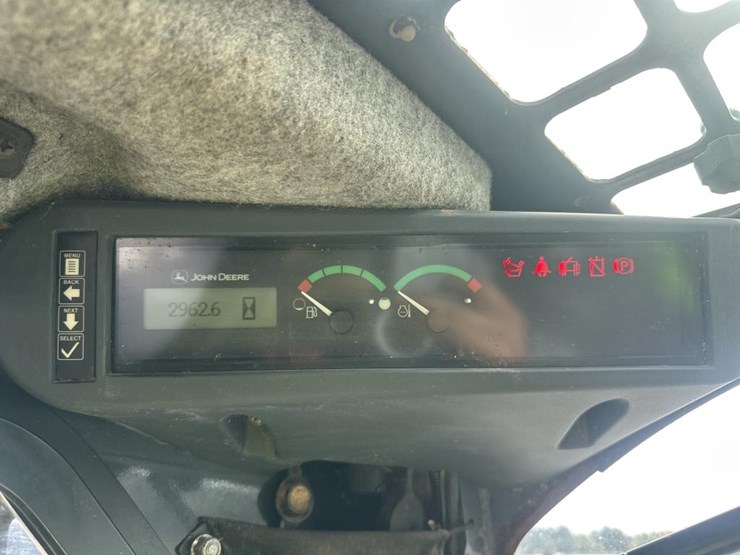 MENU
BACK
NEXT
SELECT
JOHN DEERE
2962.6
P